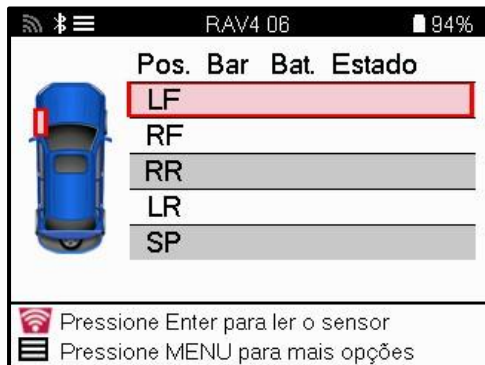 RAV4 06 94%
Pos. Bar Bat. Estado
LF
RF
RR
LR
SP
Pressione Enter para ler o sensor
Pressione MENU para mais opções